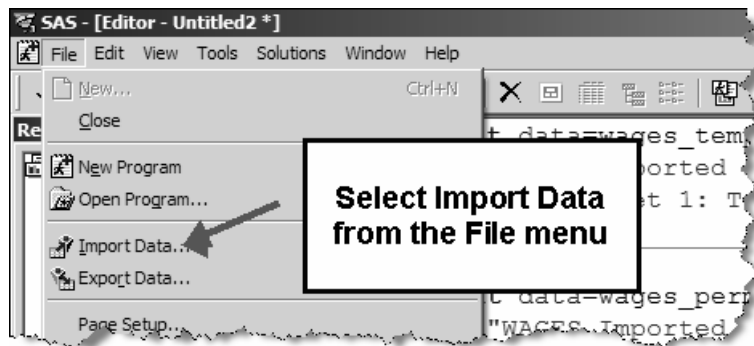 SAS - [Editor - Untitled2 *]
File Edit View Tools Solutions Window Help
New... Ctrl+N
Close
New Program
Open Program...
Import Data...
Export Data...
Page Setup...
Select Import Data
from the File menu
Re
t data=wages_tem
ported
et 1: T
t data=wages_per
"WAGES Imported